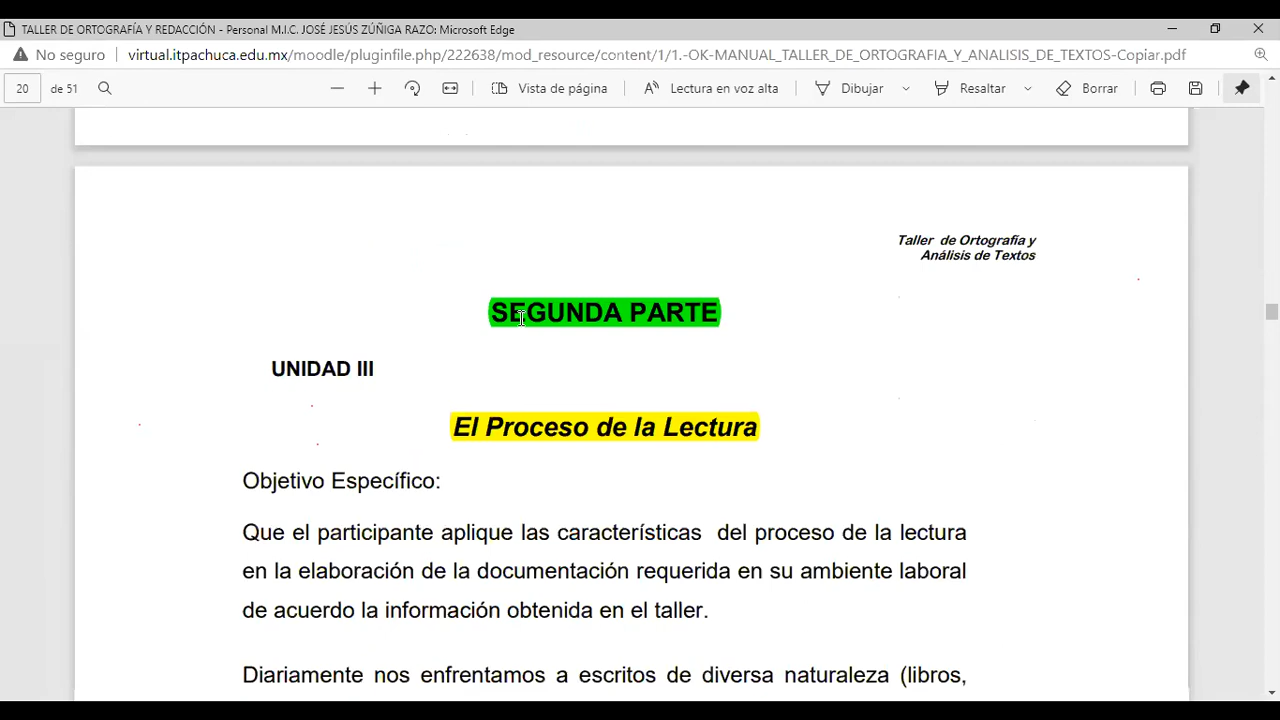 TALLER DE ORTOGRAFÍA Y REDACCIÓN - Personal M.I.C. JOSÉ JESÚS ZÚÑIGA RAZO: Microsoft Edge
No seguro virtual.itpachuca.edu.mx/moodle/pluginfile.php/222638/mod_resource/content/1/1.-OK-MANUAL_TALLER_DE_ORTOGRAFIA_Y_ANALISIS_DE_TEXTOS-Copiar.pdf
20 de 51 Vista de página Lectura en voz alta Dibujar Resaltar Borrar
Taller de Ortografía y
Análisis de Textos
SEGUNDA PARTE
UNIDAD III
El Proceso de la Lectura
Objetivo Específico:
Que el participante aplique las características del proceso de la lectura
en la elaboración de la documentación requerida en su ambiente laboral
de acuerdo la información obtenida en el taller.
Diariamente nos enfrentamos a escritos de diversa naturaleza (libros,